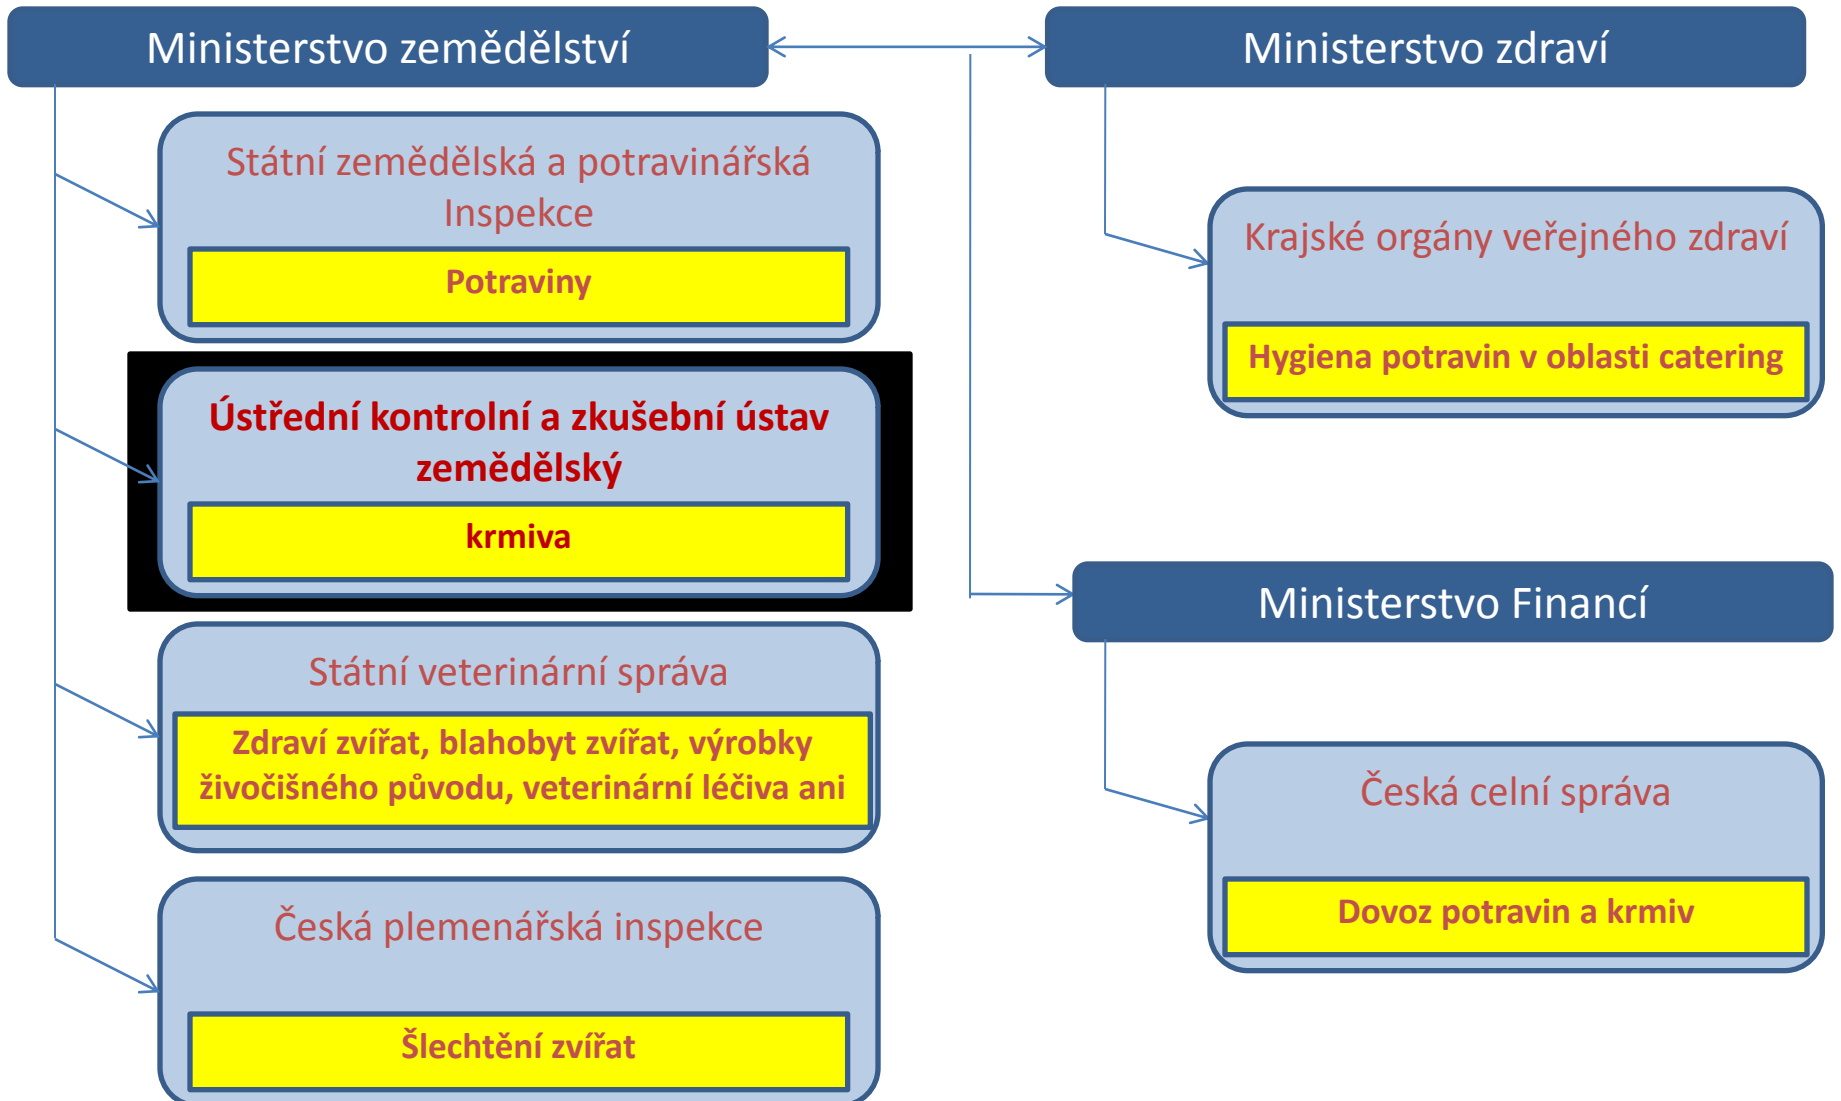 Ministerstvo zemědělství
Státní zemědělská a potravinářská
Inspekce
Potraviny
Ústřední kontrolní a zkušební ústav
zemědělský
krmiva
Státní veterinární správa
Zdraví zvířat, blahobyt zvířat, výrobky
živočišného původu, veterinární léčiva ani
Česká plemenářská inspekce
Šlechtění zvířat
Ministerstvo zdraví
Krajské orgány veřejného zdraví
Hygiena potravin v oblasti catering
Ministerstvo Financí
Česká celní správa
Dovoz potravin a krmiv